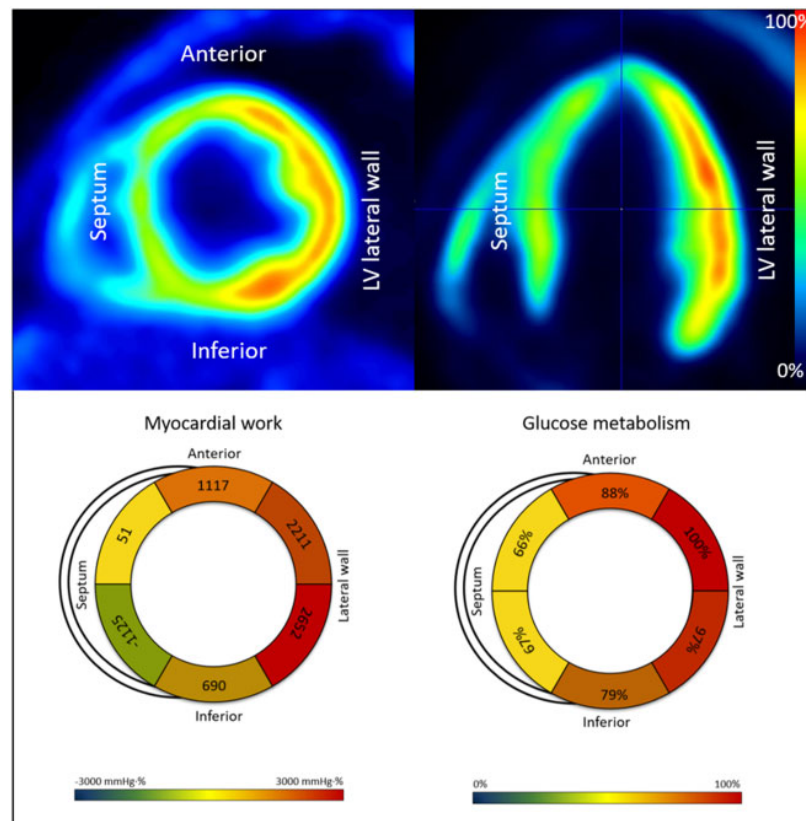 100%
Anterior
Septum
LV lateral wall
Inferior
Septum
LV lateral wall
0%
Myocardial work
Anterior
1117
51
2211
Septum
Lateral wall
-1125
2652
690
Inferior
-3000 mmHg·%
3000 mmHg·%
Glucose metabolism
Anterior
88%
66%
100%
Septum
Lateral wall
67%
97%
79%
Inferior
0%
100%